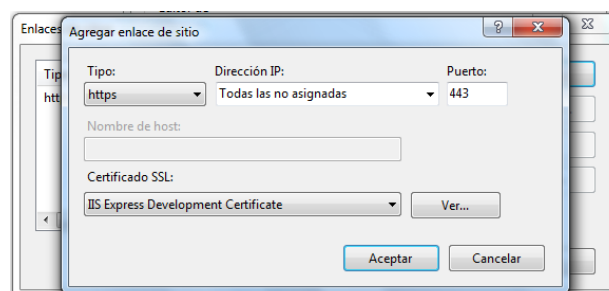 Enlaces
Agregar enlace de sitio
Tipo:
Dirección IP:
Puerto:
https
Todas las no asignadas
443
Nombre de host:
Certificado SSL:
IIS Express Development Certificate
Ver...
Aceptar
Cancelar
Tip
htt